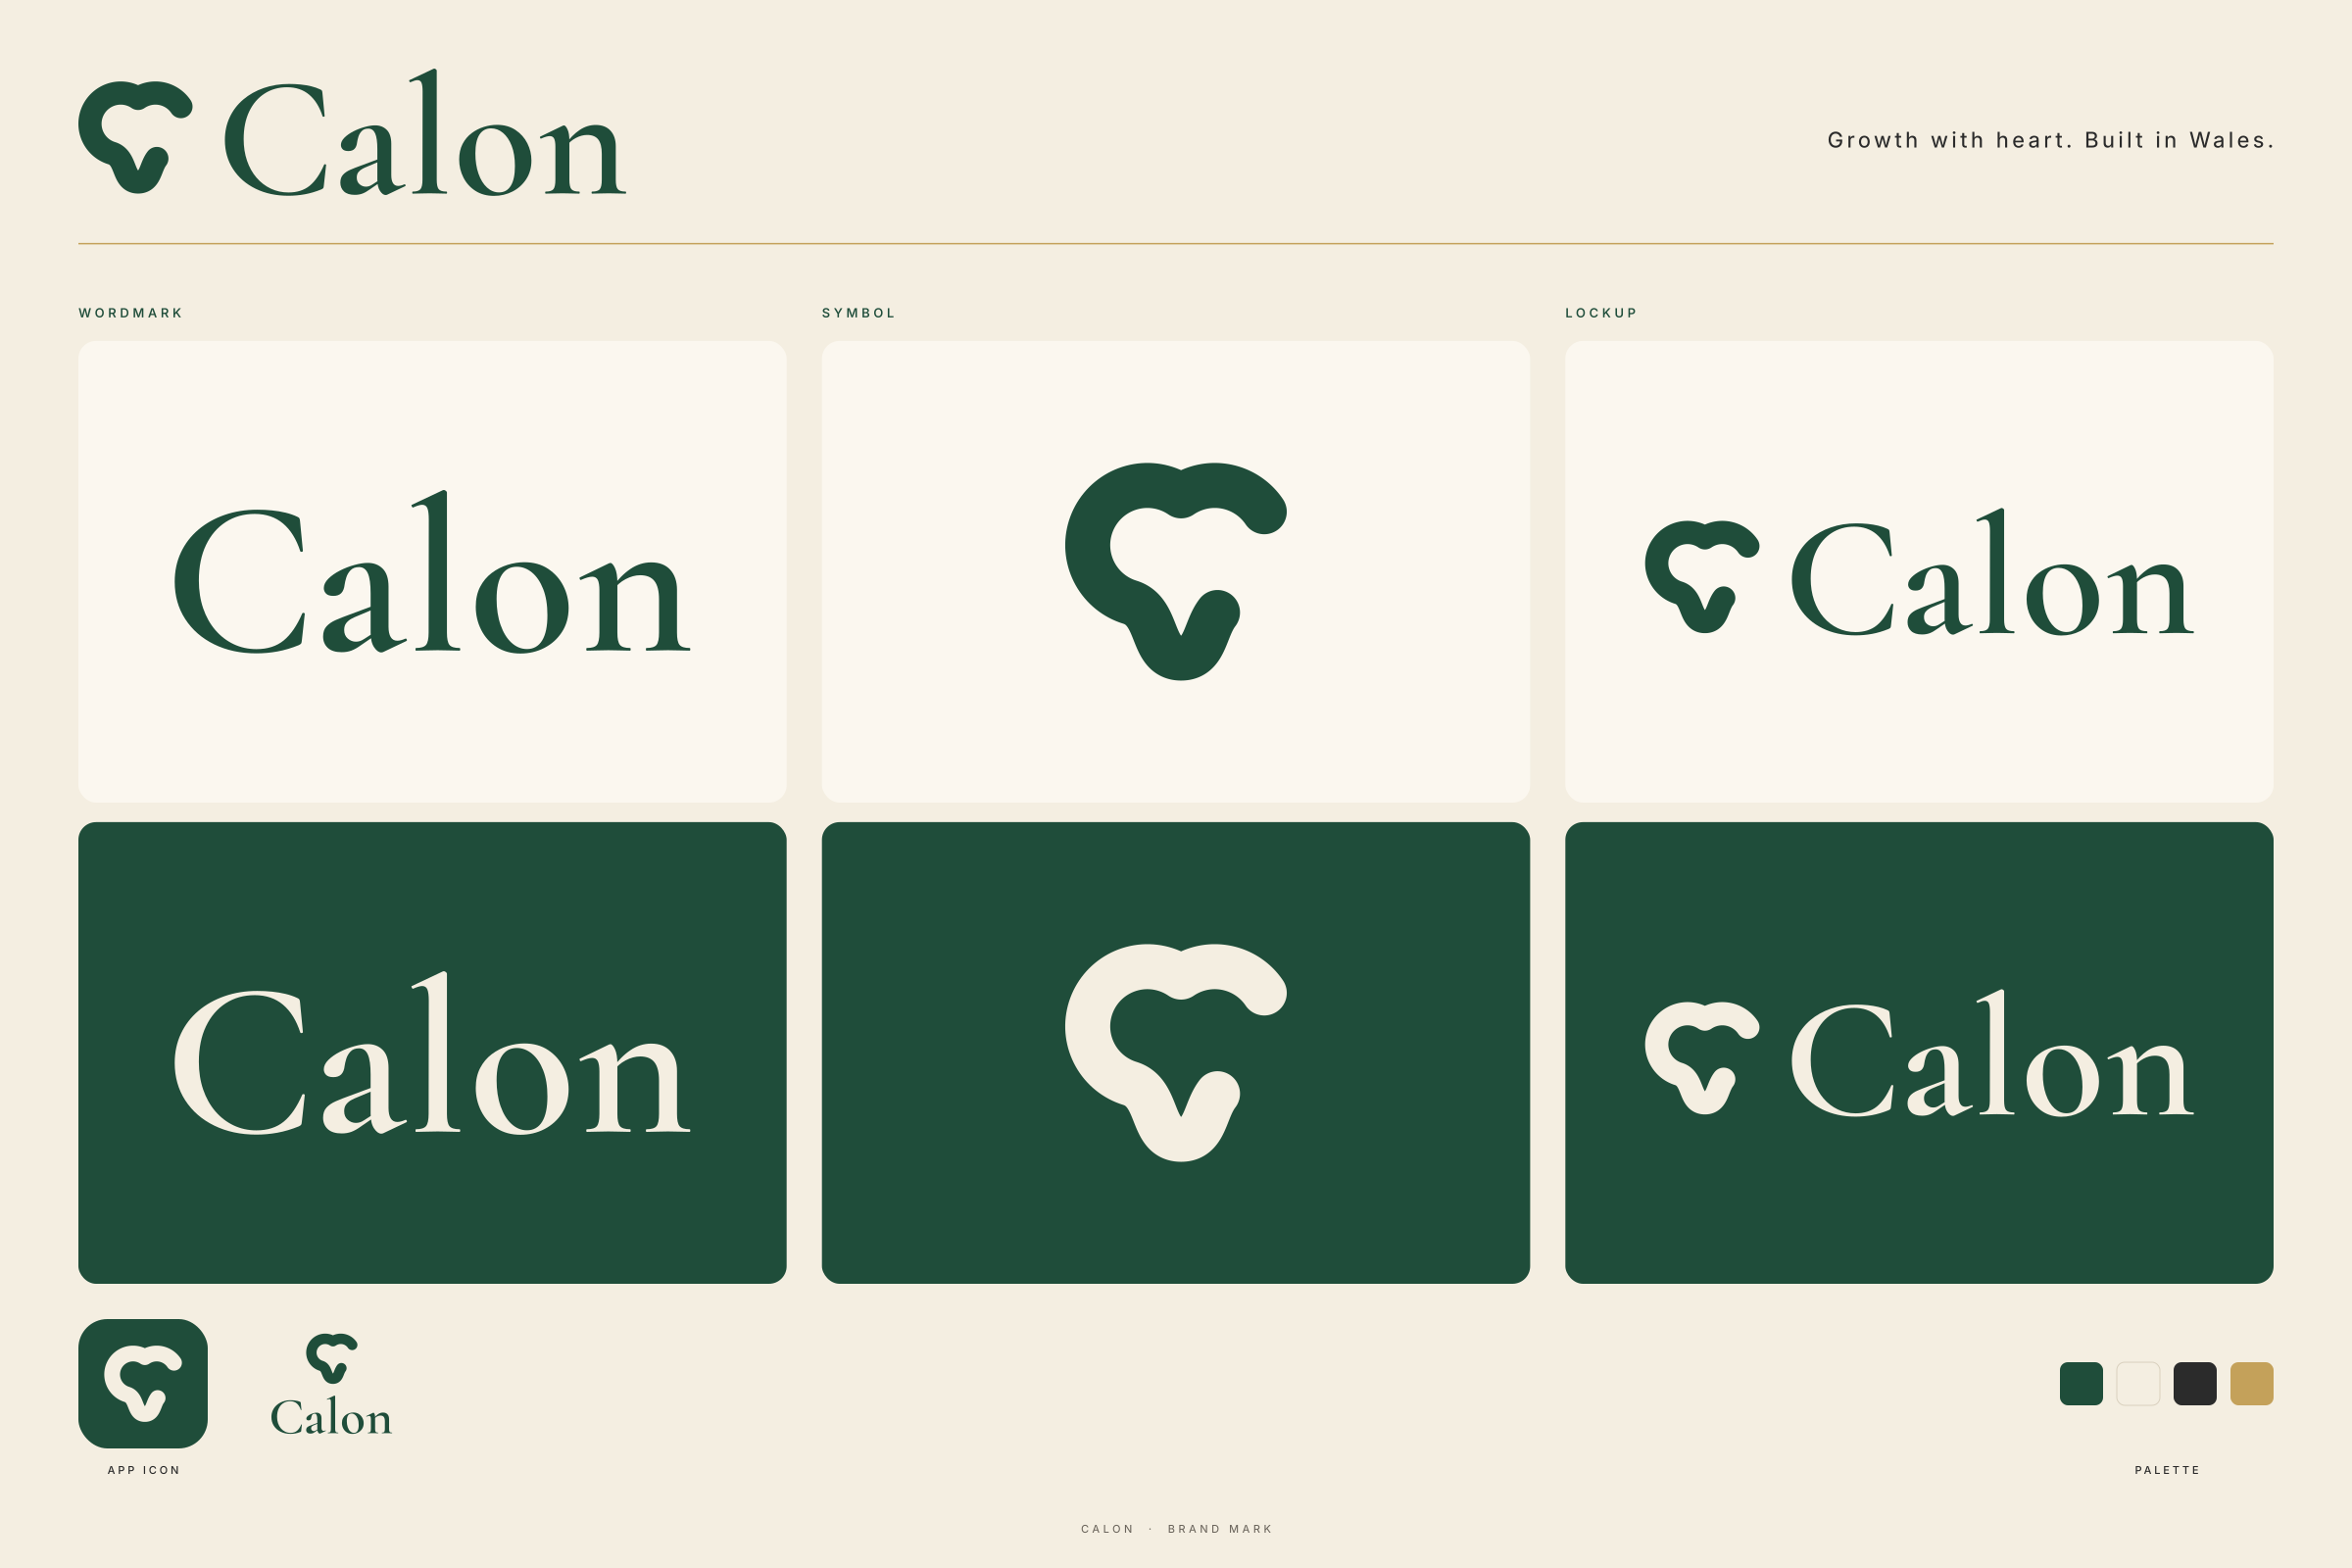 Calon
Growth with heart. Built in Wales.
WORDMARK
SYMBOL
LOCKUP
Calon
Calon
Calon
Calon
Calon
APP ICON
PALETTE
CALON · BRAND MARK